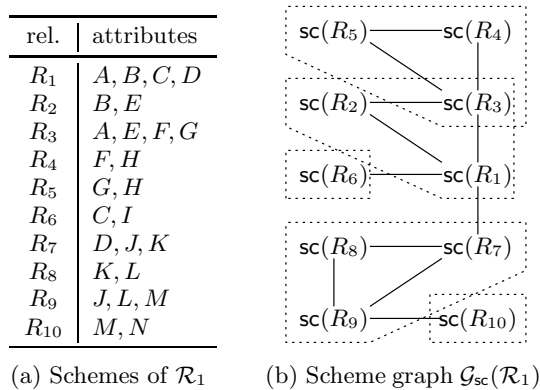 rel. attributes
R₁ A, B, C, D
R₂ B, E
R₃ A, E, F, G
R₄ F, H
R₅ G, H
R₆ C, I
R₇ D, J, K
R₈ K, L
R₉ J, L, M
R₁₀ M, N
(a) Schemes of ℛ₁
sc(R₅) sc(R₄)
sc(R₂) sc(R₃)
sc(R₆) sc(R₁)
sc(R₈) sc(R₇)
sc(R₉) sc(R₁₀)
(b) Scheme graph 𝒢sc(ℛ₁)